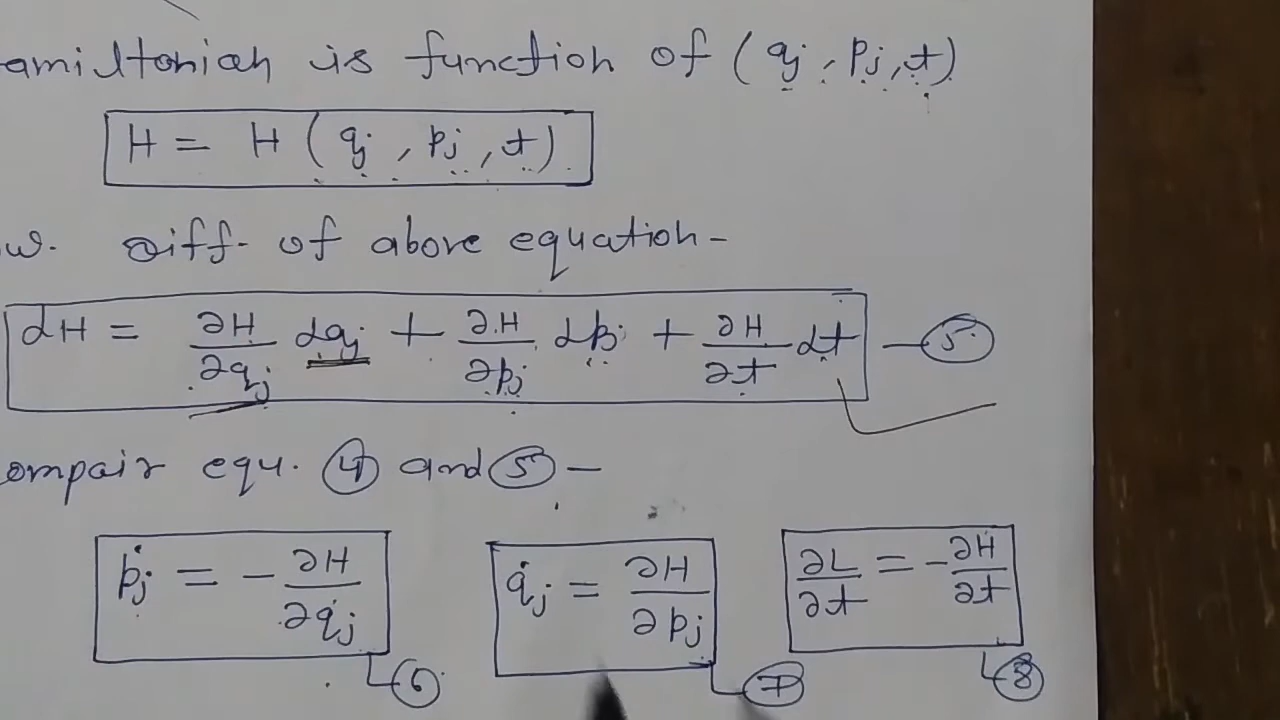 amiltonian is function of (qj, pj, t)
H = H (qj, pj, t)
w. Diff. of above equation -
dH = ∂H/∂qj dqj + ∂H/∂pj dpj + ∂H/∂t dt — 5
ompair equ. 4 and 5 —
ṗj = - ∂H/∂qj 6 q̇j = ∂H/∂pj 7 ∂L/∂t = - ∂H/∂t 8